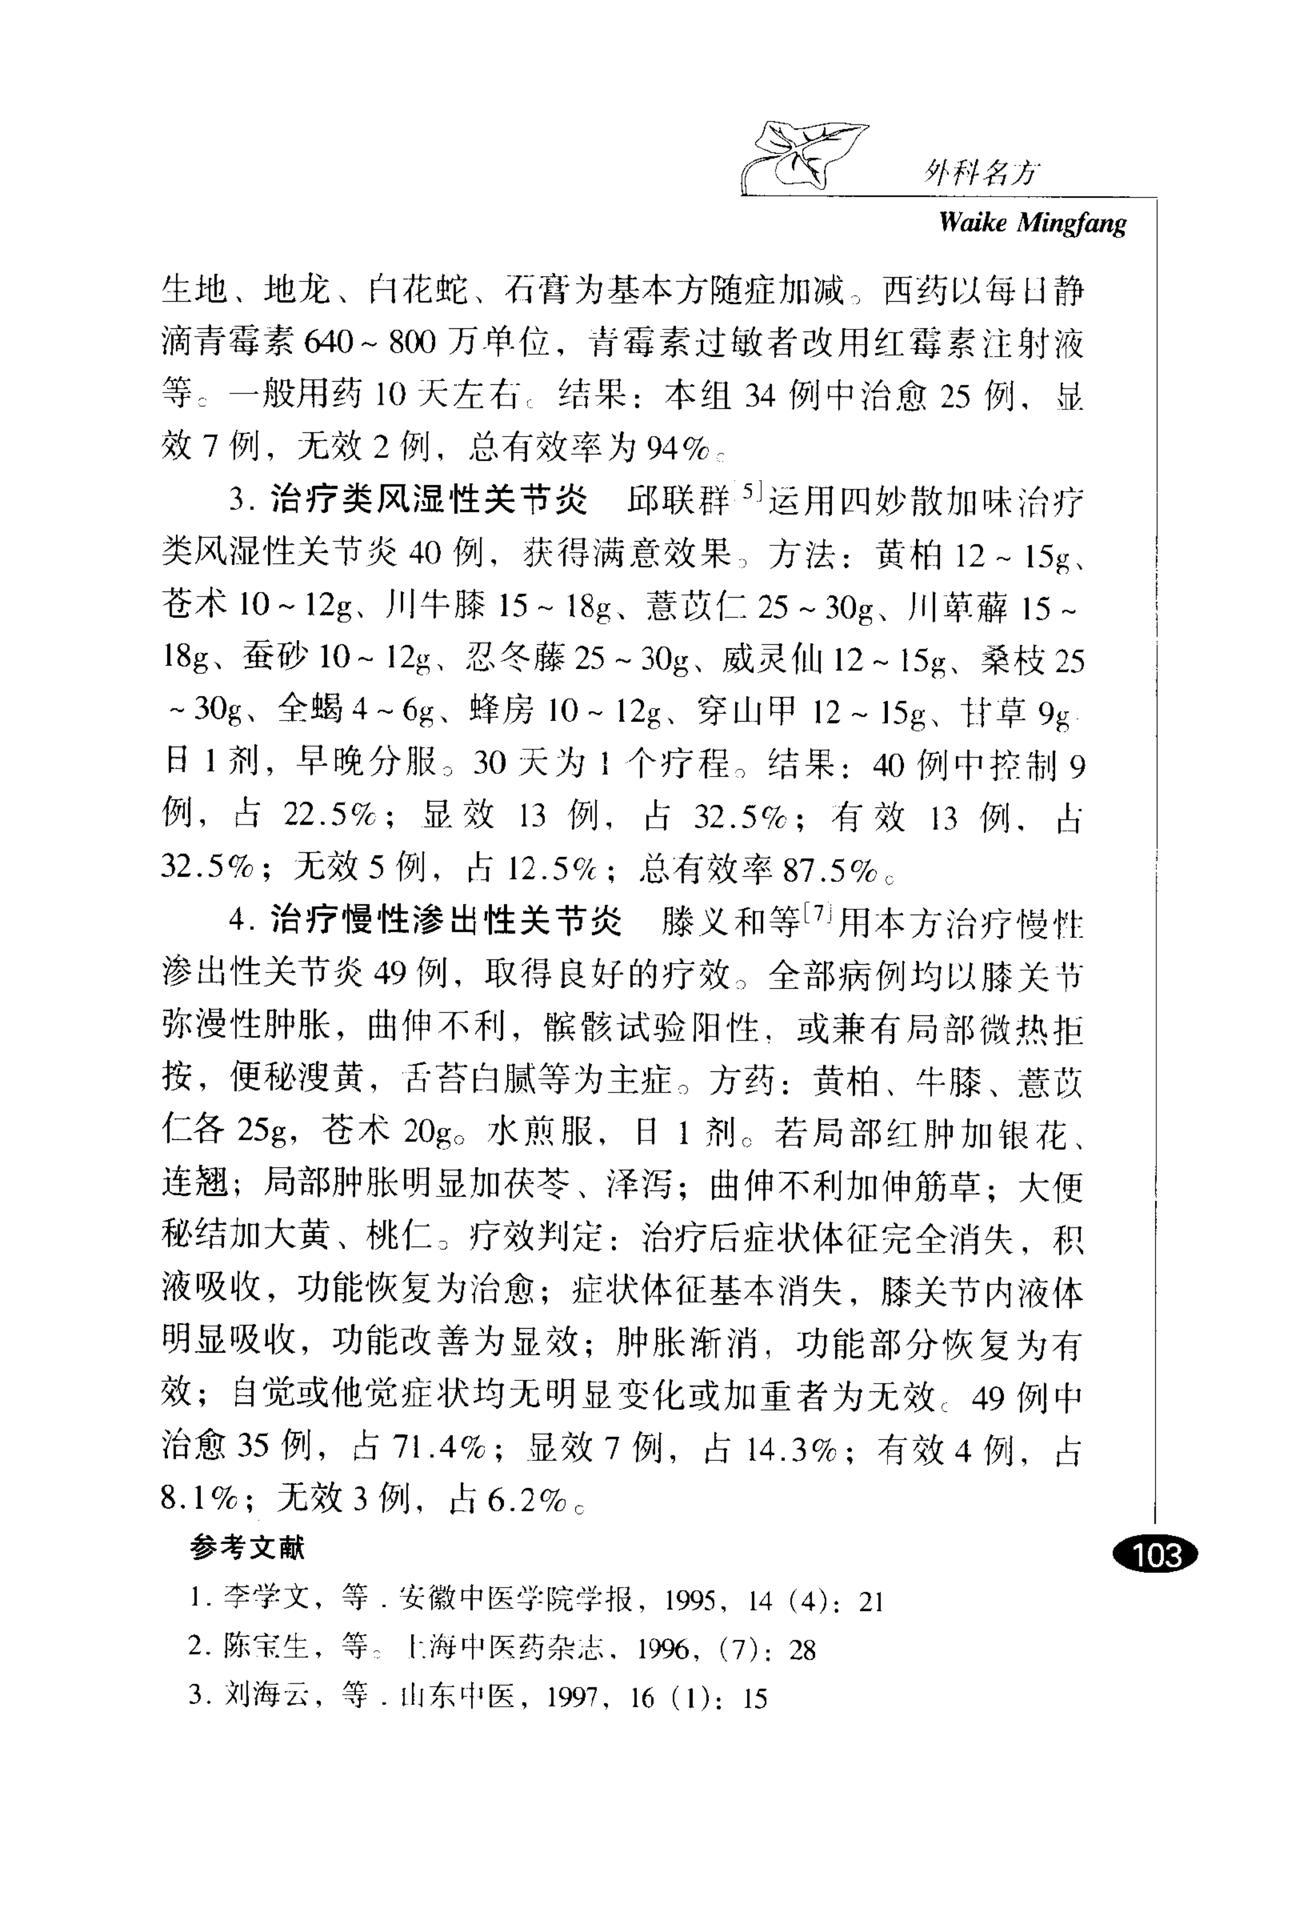 外科名方
Waike Mingfang
生地、地龙、白花蛇、石膏为基本方随症加减。西药以每日静
滴青霉素 640~800 万单位，青霉素过敏者改用红霉素注射液
等。一般用药 10 天左右。结果：本组 34 例中治愈 25 例，显
效 7 例，无效 2 例，总有效率为 94%。
3. 治疗类风湿性关节炎 邱联群 5]运用四妙散加味治疗
类风湿性关节炎 40 例，获得满意效果。方法：黄柏 12~15g、
苍术 10~12g、川牛膝 15~18g、薏苡仁 25~30g、川萆薢 15~
18g、蚕砂 10~12g、忍冬藤 25~30g、威灵仙 12~15g、桑枝 25
~30g、全蝎 4~6g、蜂房 10~12g、穿山甲 12~15g、甘草 9g
日 1 剂，早晚分服。30 天为 1 个疗程。结果：40 例中控制 9
例，占 22.5%；显效 13 例，占 32.5%；有效 13 例，占
32.5%；无效 5 例，占 12.5%；总有效率 87.5%。
4. 治疗慢性渗出性关节炎 滕义和等[7]用本方治疗慢性
渗出性关节炎 49 例，取得良好的疗效。全部病例均以膝关节
弥漫性肿胀，曲伸不利，髌骸试验阳性，或兼有局部微热拒
按，便秘溲黄，舌苔白腻等为主症。方药：黄柏、牛膝、薏苡
仁各 25g，苍术 20g。水煎服，日 1 剂。若局部红肿加银花、
连翘；局部肿胀明显加茯苓、泽泻；曲伸不利加伸筋草；大便
秘结加大黄、桃仁。疗效判定：治疗后症状体征完全消失，积
液吸收，功能恢复为治愈；症状体征基本消失，膝关节内液体
明显吸收，功能改善为显效；肿胀渐消，功能部分恢复为有
效；自觉或他觉症状均无明显变化或加重者为无效。49 例中
治愈 35 例，占 71.4%；显效 7 例，占 14.3%；有效 4 例，占
8.1%；无效 3 例，占 6.2%。
参考文献
103
1. 李学文，等．安徽中医学院学报，1995，14（4）：21
2. 陈宝生，等。上海中医药杂志，1996，（7）：28
3. 刘海云，等．山东中医，1997，16（1）：15